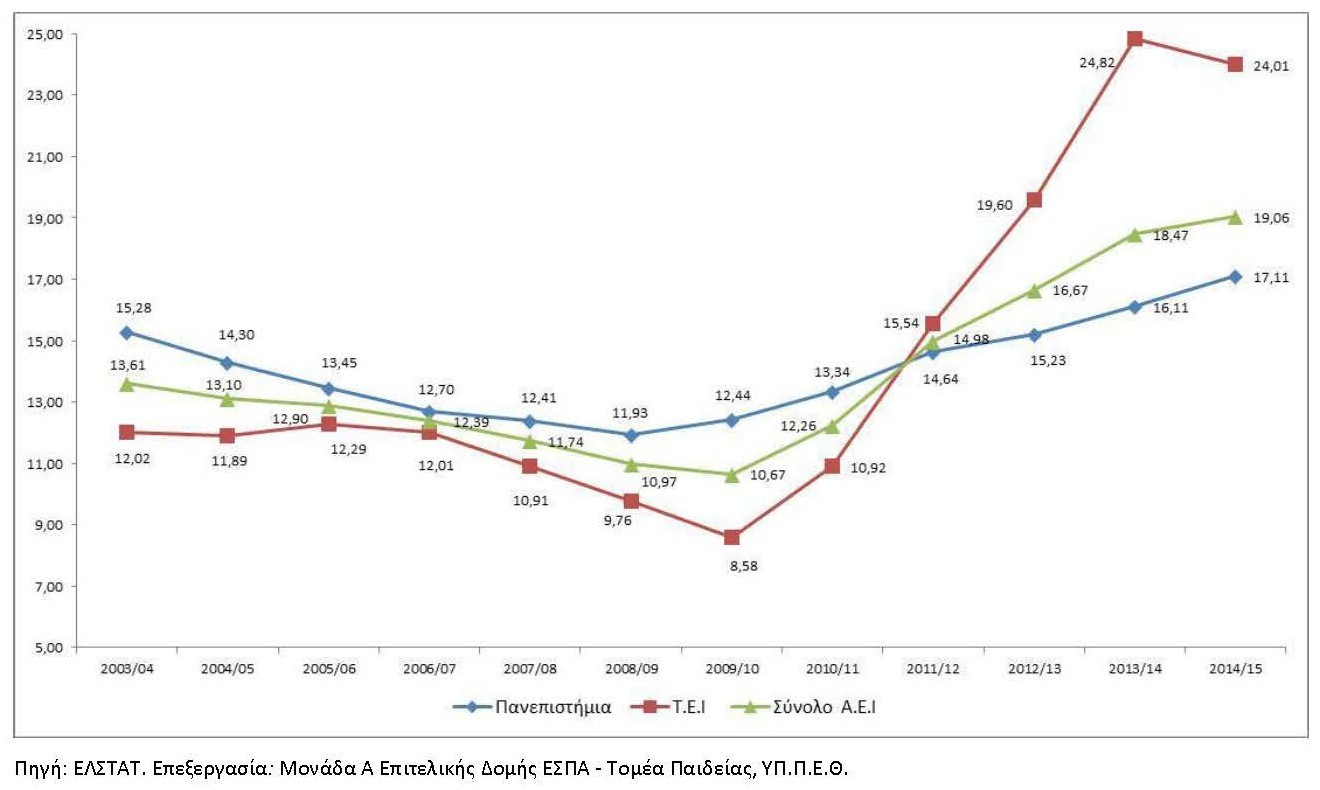 25,00
23,00
21,00
19,00
17,00
15,00
13,00
11,00
9,00
7,00
5,00
15,28 14,30 13,45 12,70 12,41 11,93 12,44 13,34 14,64 15,23 16,11 17,11
13,61 13,10 12,90 12,39 11,74 10,97 10,67 12,26 14,98 16,67 18,47 19,06
12,02 11,89 12,29 12,01 10,91 9,76 8,58 10,92 15,54 19,60 24,82 24,01
2003/04 2004/05 2005/06 2006/07 2007/08 2008/09 2009/10 2010/11 2011/12 2012/13 2013/14 2014/15
Πανεπιστήμια Τ.Ε.Ι Σύνολο Α.Ε.Ι
Πηγή: ΕΛΣΤΑΤ. Επεξεργασία: Μονάδα Α Επιτελικής Δομής ΕΣΠΑ - Τομέα Παιδείας, ΥΠ.Π.Ε.Θ.